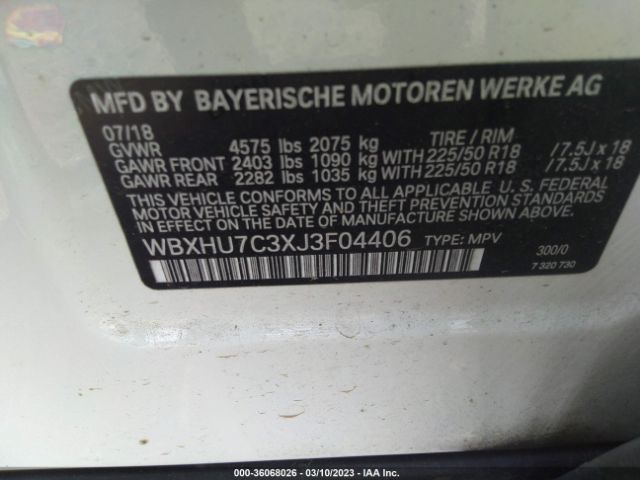 MFD BY BAYERISCHE MOTOREN WERKE AG
07/18
GVWR 4575 lbs 2075 kg TIRE / RIM
GAWR FRONT 2403 lbs 1090 kg WITH 225/50 R18 / 7.5J x 18
GAWR REAR 2282 lbs 1035 kg WITH 225/50 R18 / 7.5J x 18
THIS VEHICLE CONFORMS TO ALL APPLICABLE U. S. FEDERAL
MOTOR VEHICLE SAFETY AND THEFT PREVENTION STANDARDS
IN EFFECT ON THE DATE OF MANUFACTURE SHOWN ABOVE.
WBXHU7C3XJ3F04406 TYPE: MPV
300/0
7 320 730
000-36068026 - 03/10/2023 - IAA Inc.